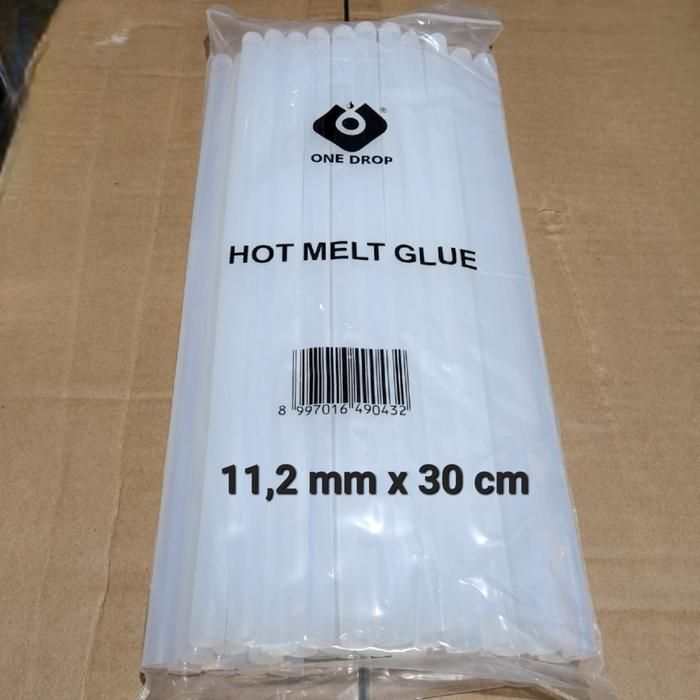 ®
ONE DROP
HOT MELT GLUE
8 997016 490432
11,2 mm x 30 cm